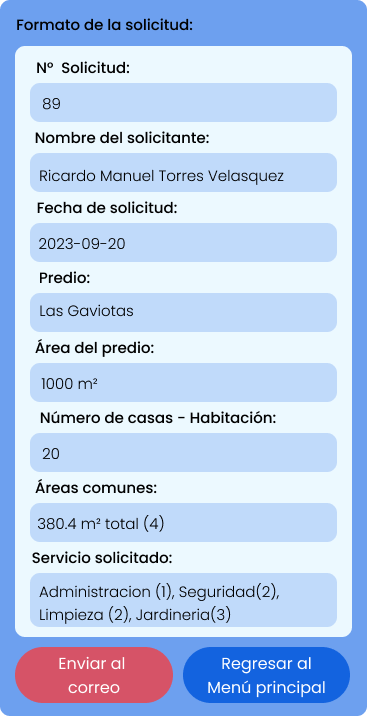 Formato de la solicitud:
Nº Solicitud:
89
Nombre del solicitante:
Ricardo Manuel Torres Velasquez
Fecha de solicitud:
2023-09-20
Predio:
Las Gaviotas
Área del predio:
1000 m²
Número de casas - Habitación:
20
Áreas comunes:
380.4 m² total (4)
Servicio solicitado:
Administracion (1), Seguridad(2),
Limpieza (2), Jardineria(3)
Enviar al
correo
Regresar al
Menú principal